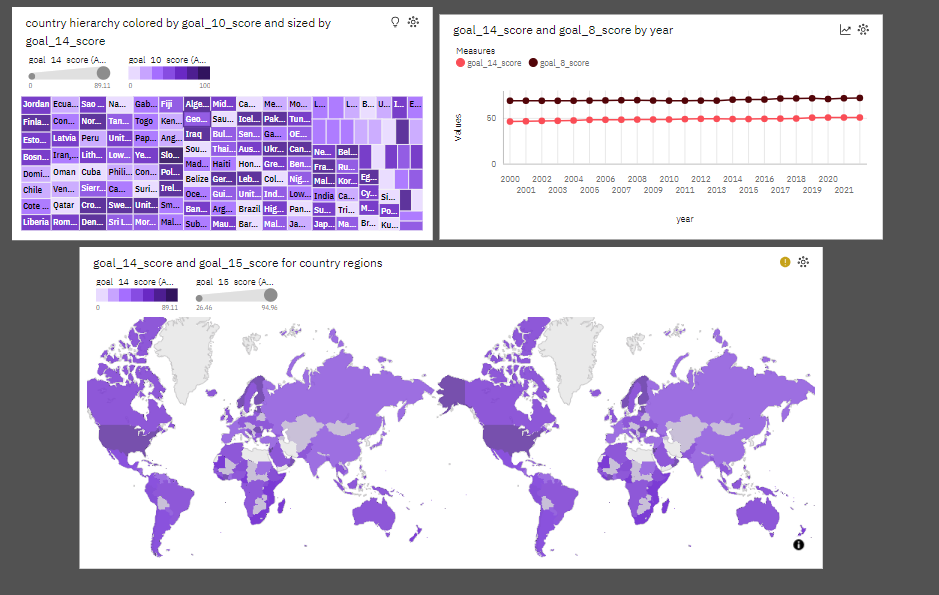 country hierarchy colored by goal_10_score and sized by
goal_14_score
goal 14 score (A... goal 10 score (A...
0 89.11 0 100
Jordan Ecua... Sao ... Na... Gab... Fiji Alge... Mid... Ca... Me... Mo... L... L... B... U... I... E...
Finla... Con... Nor... Tan... Togo Ken... Geo... Sau... Icel... Pak... Tun...
Esto... Latvia Peru Unit... Pap... Ang... Iraq Bul... Sen... Ga... OE...
Bosn... Iran,... Lith... Low... Ye... Slo... Sou... Thai... Aus... Ukr... Can... Ne... Bel...
Domi... Oman Cuba Phili... Con... Pol... Mad... Haiti Hon... Gre... Ben... Fra... Ru...
Chile Ven... Sierr... Ca... Suri... Irel... Belize Ger... Leb... Col... Nig... Mal... Kor... Eg...
Cote ... Qatar Cro... Swe... Unit... Sm... Oce... Gui... Unit... Ind... Low... India Ca... Cy... Si...
Liberia Rom... Den... Sri L... Mor... Mal... Ban... Arg... Brazil Hig... Pan... Su... Tri... M... Po...
Sub... Mau... Bar... Mal... Ja... Jap... Ma... Br... Ku...
goal_14_score and goal_8_score by year
Measures
goal_14_score goal_8_score
Values
50
0
2000 2002 2004 2006 2008 2010 2012 2014 2016 2018 2020
2001 2003 2005 2007 2009 2011 2013 2015 2017 2019 2021
year
goal_14_score and goal_15_score for country regions
goal 14 score (A... goal 15 score (A...
0 89.11 26.46 94.96